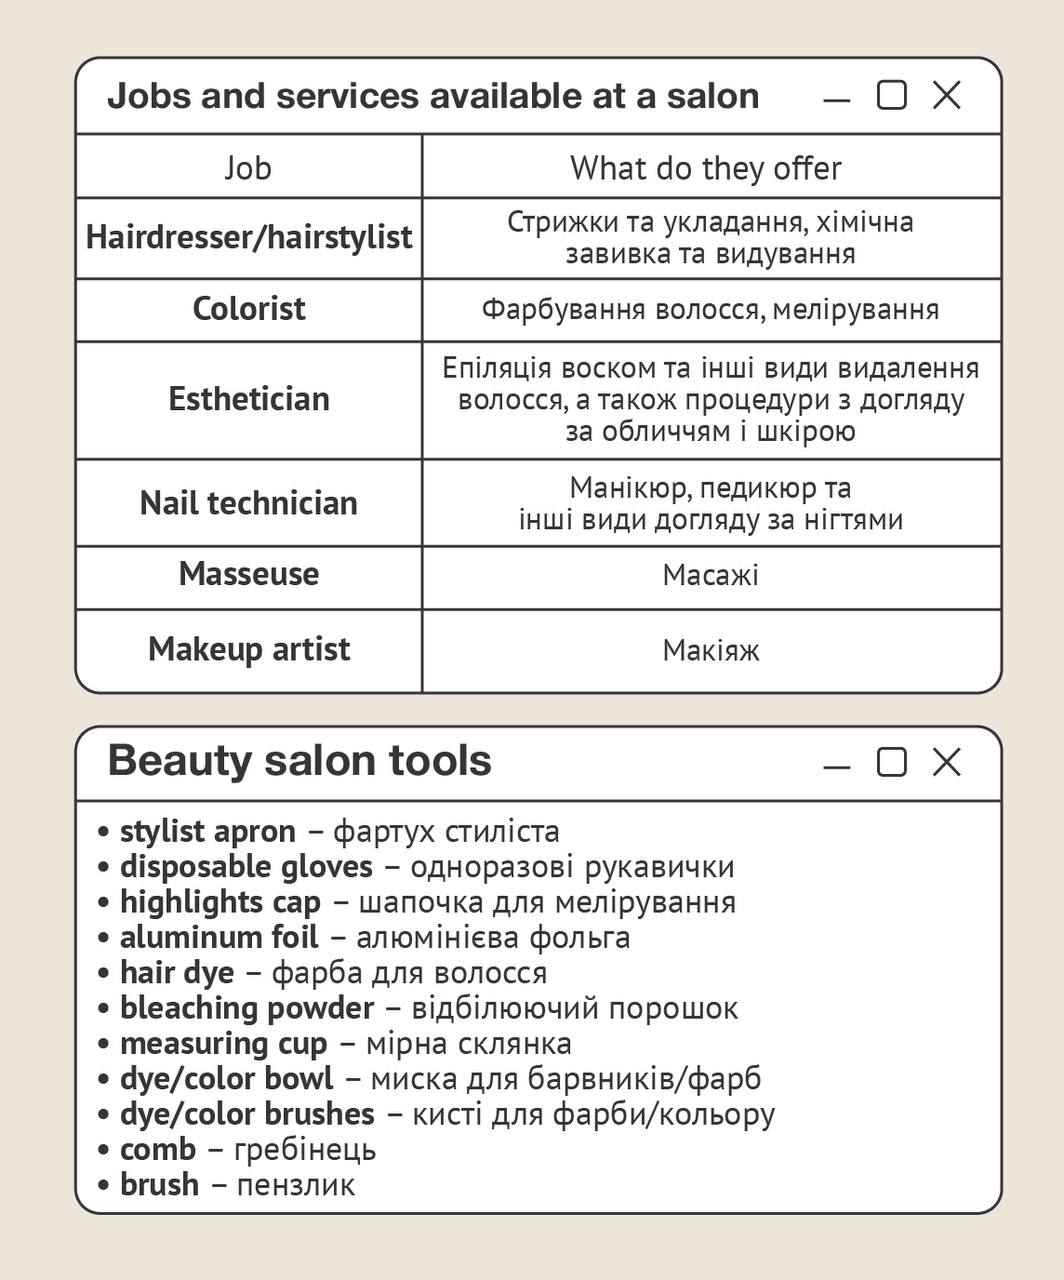 Jobs and services available at a salon
Job
What do they offer
Hairdresser/hairstylist
Стрижки та укладання, хімічна
завивка та видування
Colorist
Фарбування волосся, мелірування
Esthetician
Епіляція воском та інші види видалення
волосся, а також процедури з догляду
за обличчям і шкірою
Nail technician
Манікюр, педикюр та
інші види догляду за нігтями
Masseuse
Масажі
Makeup artist
Макіяж
Beauty salon tools
• stylist apron – фартух стиліста
• disposable gloves – одноразові рукавички
• highlights cap – шапочка для мелірування
• aluminum foil – алюмінієва фольга
• hair dye – фарба для волосся
• bleaching powder – відбілюючий порошок
• measuring cup – мірна склянка
• dye/color bowl – миска для барвників/фарб
• dye/color brushes – кисті для фарби/кольору
• comb – гребінець
• brush – пензлик